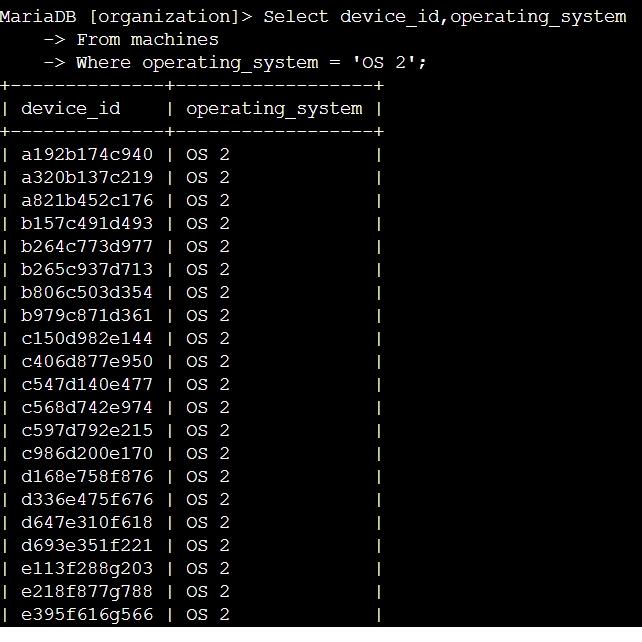 MariaDB [organization]> Select device_id,operating_system
    -> From machines
    -> Where operating_system = 'OS 2';
+--------------+------------------+
| device_id    | operating_system |
+--------------+------------------+
| a192b174c940 | OS 2             |
| a320b137c219 | OS 2             |
| a821b452c176 | OS 2             |
| b157c491d493 | OS 2             |
| b264c773d977 | OS 2             |
| b265c937d713 | OS 2             |
| b806c503d354 | OS 2             |
| b979c871d361 | OS 2             |
| c150d982e144 | OS 2             |
| c406d877e950 | OS 2             |
| c547d140e477 | OS 2             |
| c568d742e974 | OS 2             |
| c597d792e215 | OS 2             |
| c986d200e170 | OS 2             |
| d168e758f876 | OS 2             |
| d336e475f676 | OS 2             |
| d647e310f618 | OS 2             |
| d693e351f221 | OS 2             |
| e113f288g203 | OS 2             |
| e218f877g788 | OS 2             |
| e395f616g566 | OS 2             |